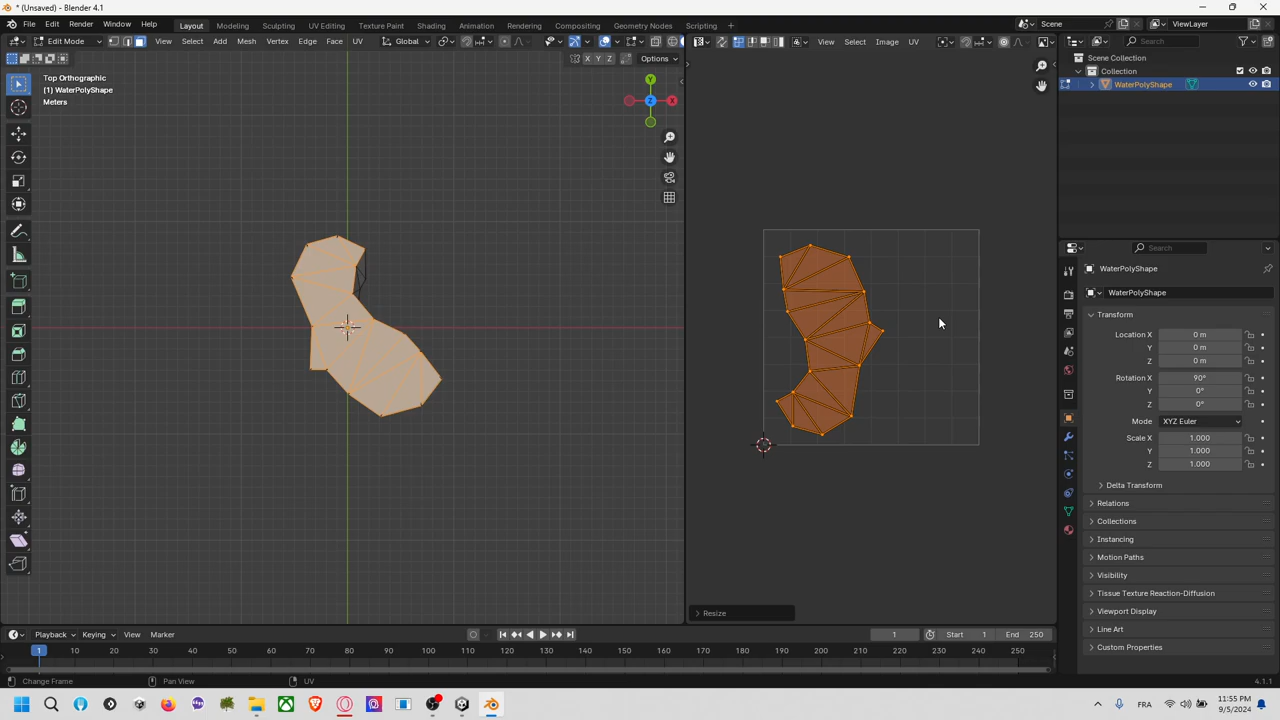 * (Unsaved) - Blender 4.1
File Edit Render Window Help Layout Modeling Sculpting UV Editing Texture Paint Shading Animation Rendering Compositing Geometry Nodes Scripting + Scene ViewLayer
Edit Mode View Select Add Mesh Vertex Edge Face UV Global View Select Image UV
X Y Z Options
Top Orthographic
(1) WaterPolyShape
Meters
Y
Z
X
Scene Collection
Collection
WaterPolyShape
Search
Search
WaterPolyShape
WaterPolyShape
Transform
Location X 0 m
Y 0 m
Z 0 m
Rotation X 90°
Y 0°
Z 0°
Mode XYZ Euler
Scale X 1.000
Y 1.000
Z 1.000
Delta Transform
Relations
Collections
Instancing
Motion Paths
Visibility
Tissue Texture Reaction-Diffusion
Viewport Display
Line Art
Custom Properties
Resize
Playback Keying View Marker 1 Start 1 End 250
1 10 20 30 40 50 60 70 80 90 100 110 120 130 140 150 160 170 180 190 200 210 220 230 240 250
Change Frame Pan View UV 4.1.1
FRA 11:55 PM
9/5/2024